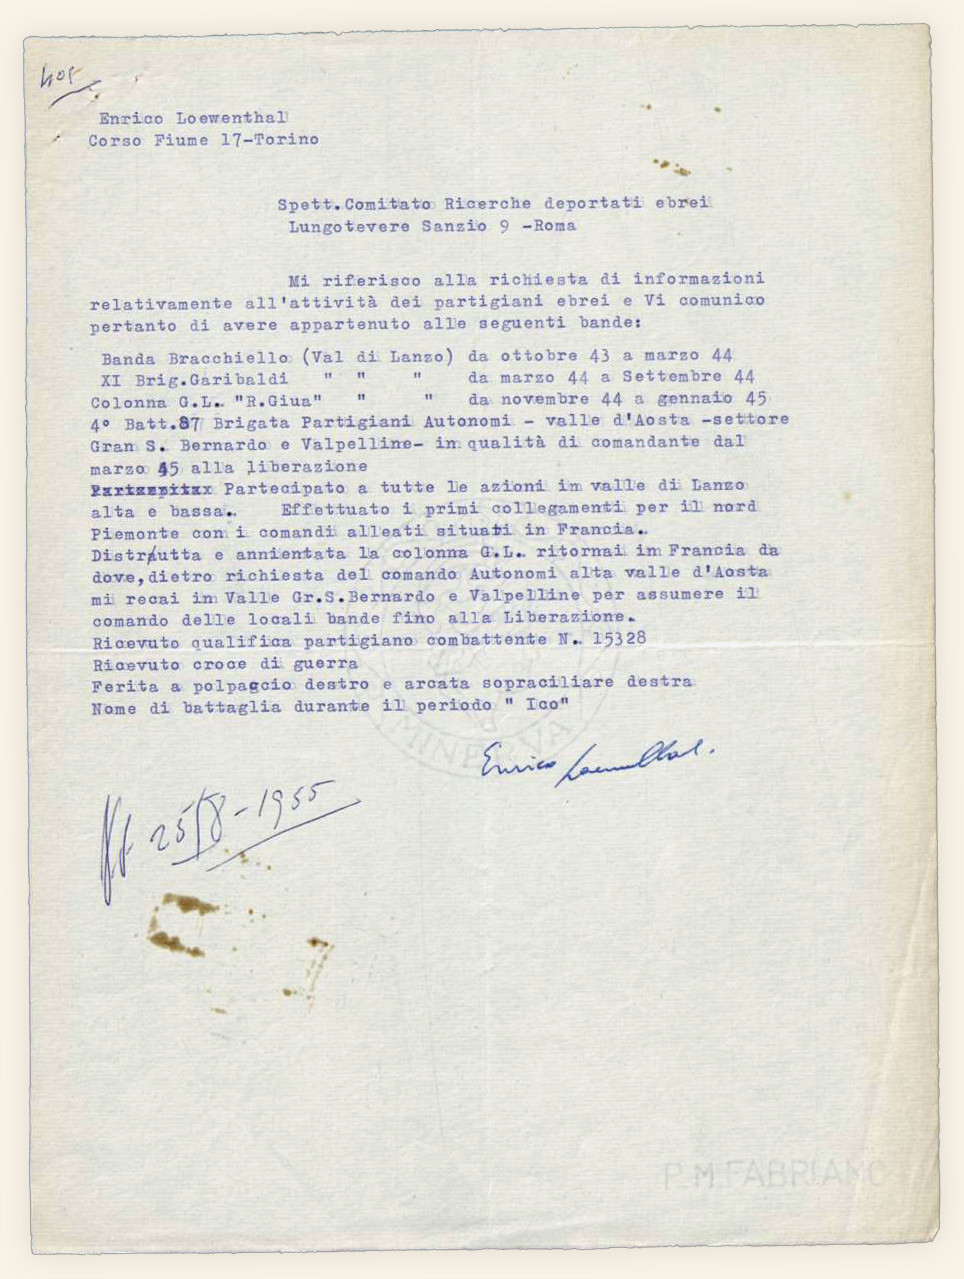 405
Enrico Loewenthal
Corso Fiume 17-Torino
Spett.Comitato Ricerche deportati ebrei
Lungotevere Sanzio 9 -Roma
Mi riferisco alla richiesta di informazioni
relativamente all'attività dei partigiani ebrei e Vi comunico
pertanto di avere appartenuto alle seguenti bande:
Banda Bracchiello (Val di Lanzo) da ottobre 43 a marzo 44
XI Brig.Garibaldi " " " da marzo 44 a Settembre 44
Colonna G.L. "R.Giua" " " da novembre 44 a gennaio 45
4° Batt.87 Brigata Partigiani Autonomi - valle d'Aosta -settore
Gran S. Bernardo e Valpelline- in qualità di comandante dal
marzo 45 alla liberazione
Partecipato a tutte le azioni in valle di Lanzo
alta e bassa. Effettuato i primi collegamenti per il nord
Piemonte con i comandi alleati situati in Francia.
Distrutta e annientata la colonna G.L. ritornai in Francia da
dove,dietro richiesta del comando Autonomi alta valle d'Aosta
mi recai in Valle Gr.S.Bernardo e Valpelline per assumere il
comando delle locali bande fino alla Liberazione.
Ricevuto qualifica partigiano combattente N. 15328
Ricevuto croce di guerra
Ferita a polpaccio destro e arcata sopraciliare destra
Nome di battaglia durante il periodo " Ico"
MINERVA
Enrico Loewenthal.
25/8-1955
P.M.FABRIANO